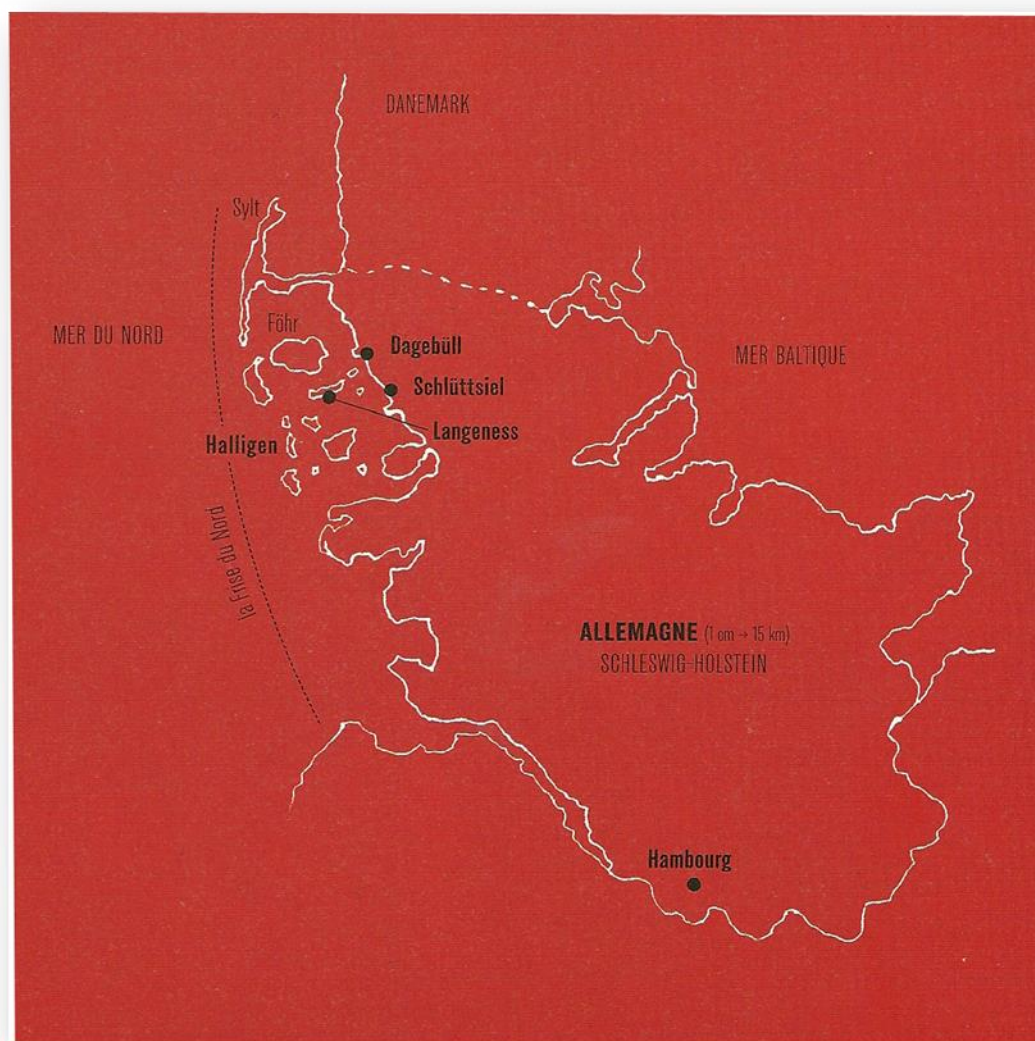 DANEMARK
Sylt
MER DU NORD
Föhr
Dagebüll
MER BALTIQUE
Schlüttsiel
Langeness
Halligen
la Frise du Nord
ALLEMAGNE (1 cm → 15 km)
SCHLESWIG-HOLSTEIN
Hambourg